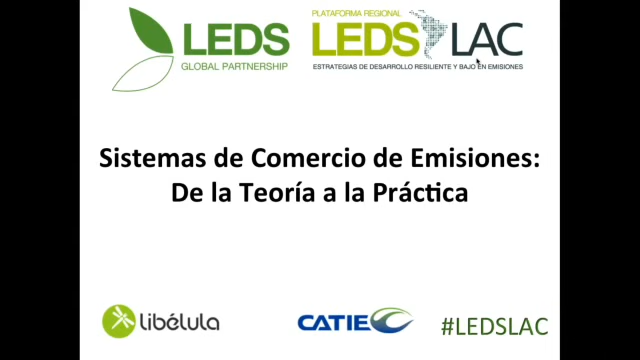 LEDS
GLOBAL PARTNERSHIP
PLATAFORMA REGIONAL
LEDS LAC
ESTRATEGIAS DE DESARROLLO RESILIENTE Y BAJO EN EMISIONES
Sistemas de Comercio de Emisiones:
De la Teoría a la Práctica
libélula
CATIE
#LEDSLAC